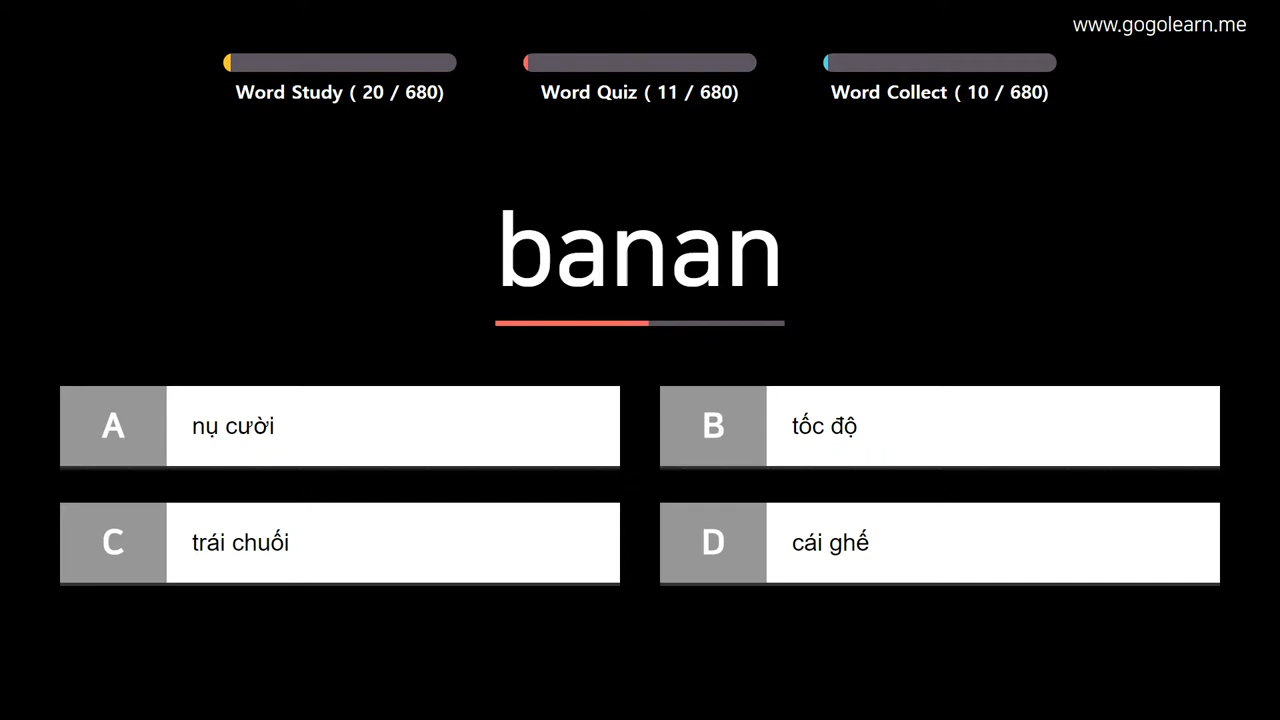 www.gogolearn.me
Word Study ( 20 / 680)
Word Quiz ( 11 / 680)
Word Collect ( 10 / 680)
banan
A nụ cười
B tốc độ
C trái chuối
D cái ghế